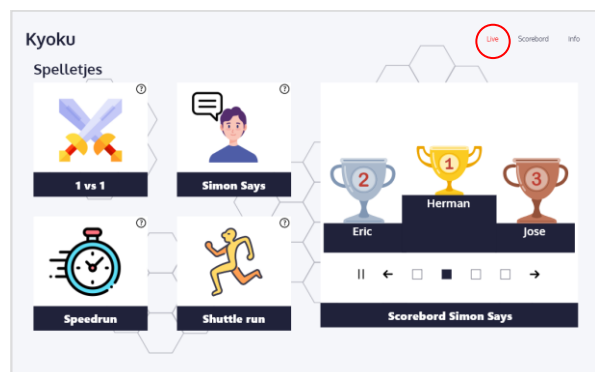 Kyoku
Live Scorebord Info
Spelletjes
?
?
1 vs 1
Simon Says
?
?
Speedrun
Shuttle run
2
1
3
Eric
Herman
Jose
Scorebord Simon Says